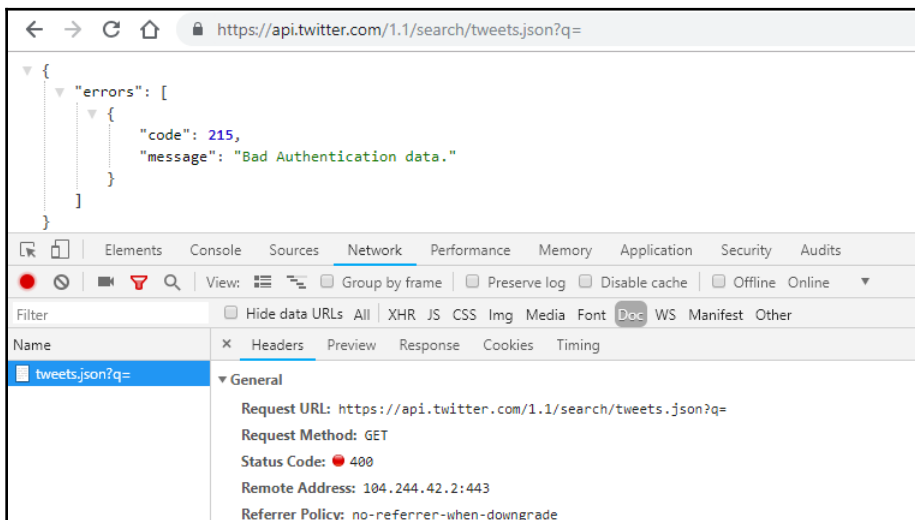 https://api.twitter.com/1.1/search/tweets.json?q=
{
"errors": [
{
"code": 215,
"message": "Bad Authentication data."
}
]
}
Elements Console Sources Network Performance Memory Application Security Audits
View: Group by frame Preserve log Disable cache Offline Online
Filter Hide data URLs All XHR JS CSS Img Media Font Doc WS Manifest Other
Name × Headers Preview Response Cookies Timing
tweets.json?q= General
Request URL: https://api.twitter.com/1.1/search/tweets.json?q=
Request Method: GET
Status Code: 400
Remote Address: 104.244.42.2:443
Referrer Policy: no-referrer-when-downgrade